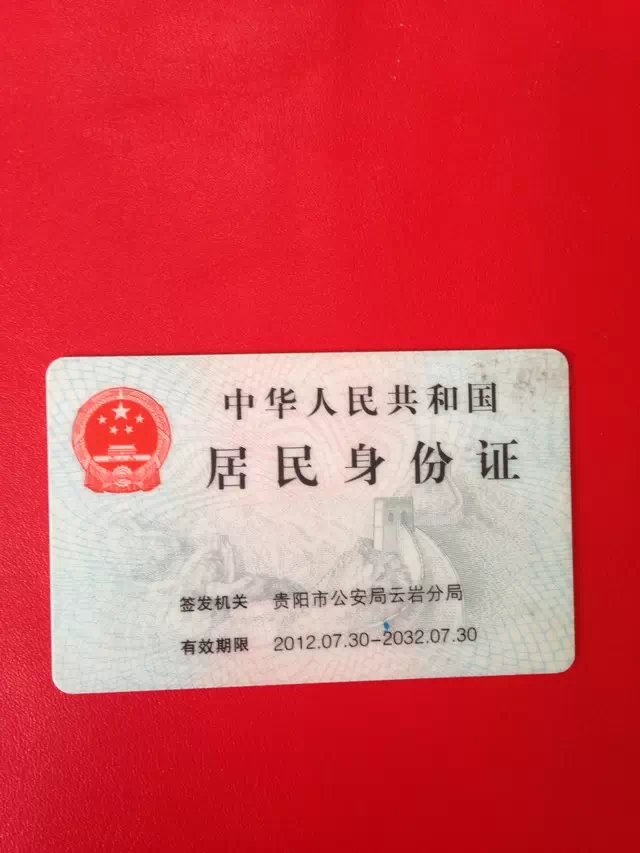 中华人民共和国
居民身份证
签发机关 贵阳市公安局云岩分局
有效期限 2012.07.30-2032.07.30